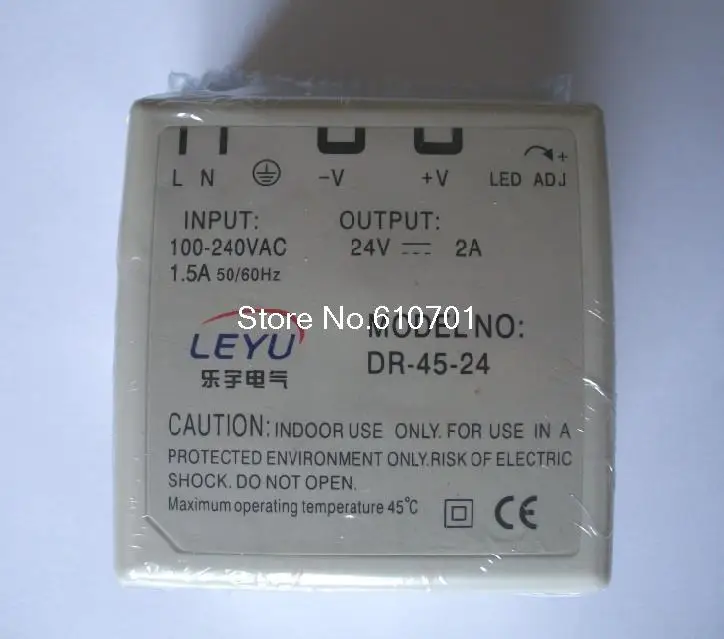 L N -V +V LED ADJ
+
INPUT: OUTPUT:
100-240VAC 24V 2A
1.5A 50/60Hz
Store No.610701
LEYU MODEL NO:
乐宇电气 DR-45-24
CAUTION: INDOOR USE ONLY. FOR USE IN A
PROTECTED ENVIRONMENT ONLY.RISK OF ELECTRIC
SHOCK. DO NOT OPEN.
Maximum operating temperature 45°C
CE